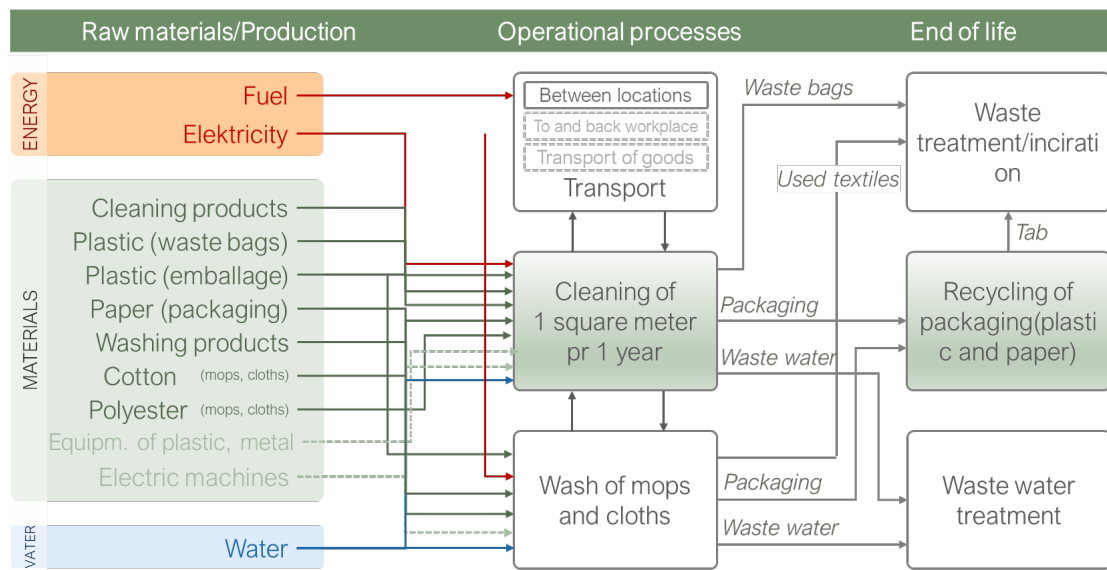 Raw materials/Production
Operational processes
End of life
ENERGY
Fuel
Elektricity
MATERIALS
Cleaning products
Plastic (waste bags)
Plastic (emballage)
Paper (packaging)
Washing products
Cotton (mops, cloths)
Polyester (mops, cloths)
Equipm. of plastic, metal
Electric machines
WATER
Water
Between locations
To and back workplace
Transport of goods
Transport
Cleaning of
1 square meter
pr 1 year
Wash of mops
and cloths
Waste bags
Used textiles
Packaging
Waste water
Packaging
Waste water
Waste
treatment/incirati
on
Tab
Recycling of
packaging(plasti
c and paper)
Waste water
treatment